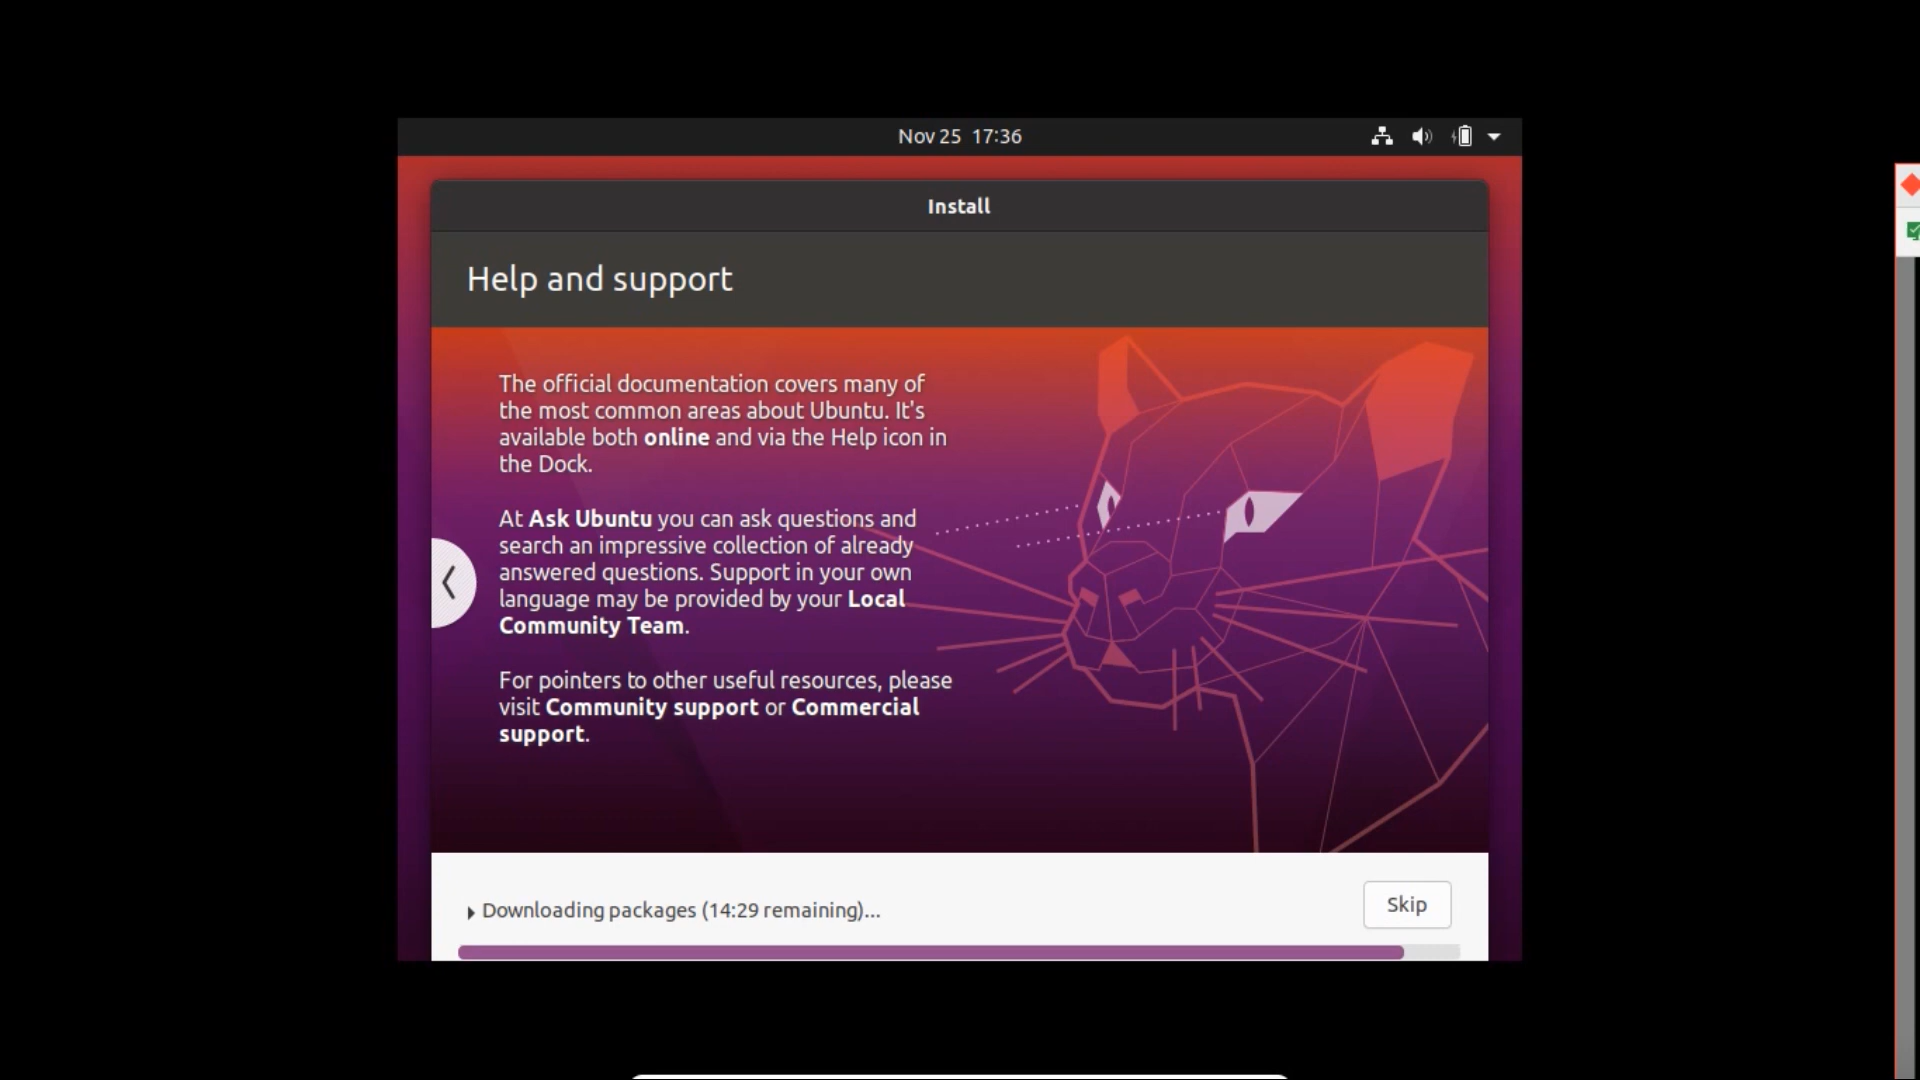 Nov 25 17:36
Install
Help and support
The official documentation covers many of
the most common areas about Ubuntu. It's
available both online and via the Help icon in
the Dock.
At Ask Ubuntu you can ask questions and
search an impressive collection of already
answered questions. Support in your own
language may be provided by your Local
Community Team.
For pointers to other useful resources, please
visit Community support or Commercial
support.
Downloading packages (14:29 remaining)...
Skip